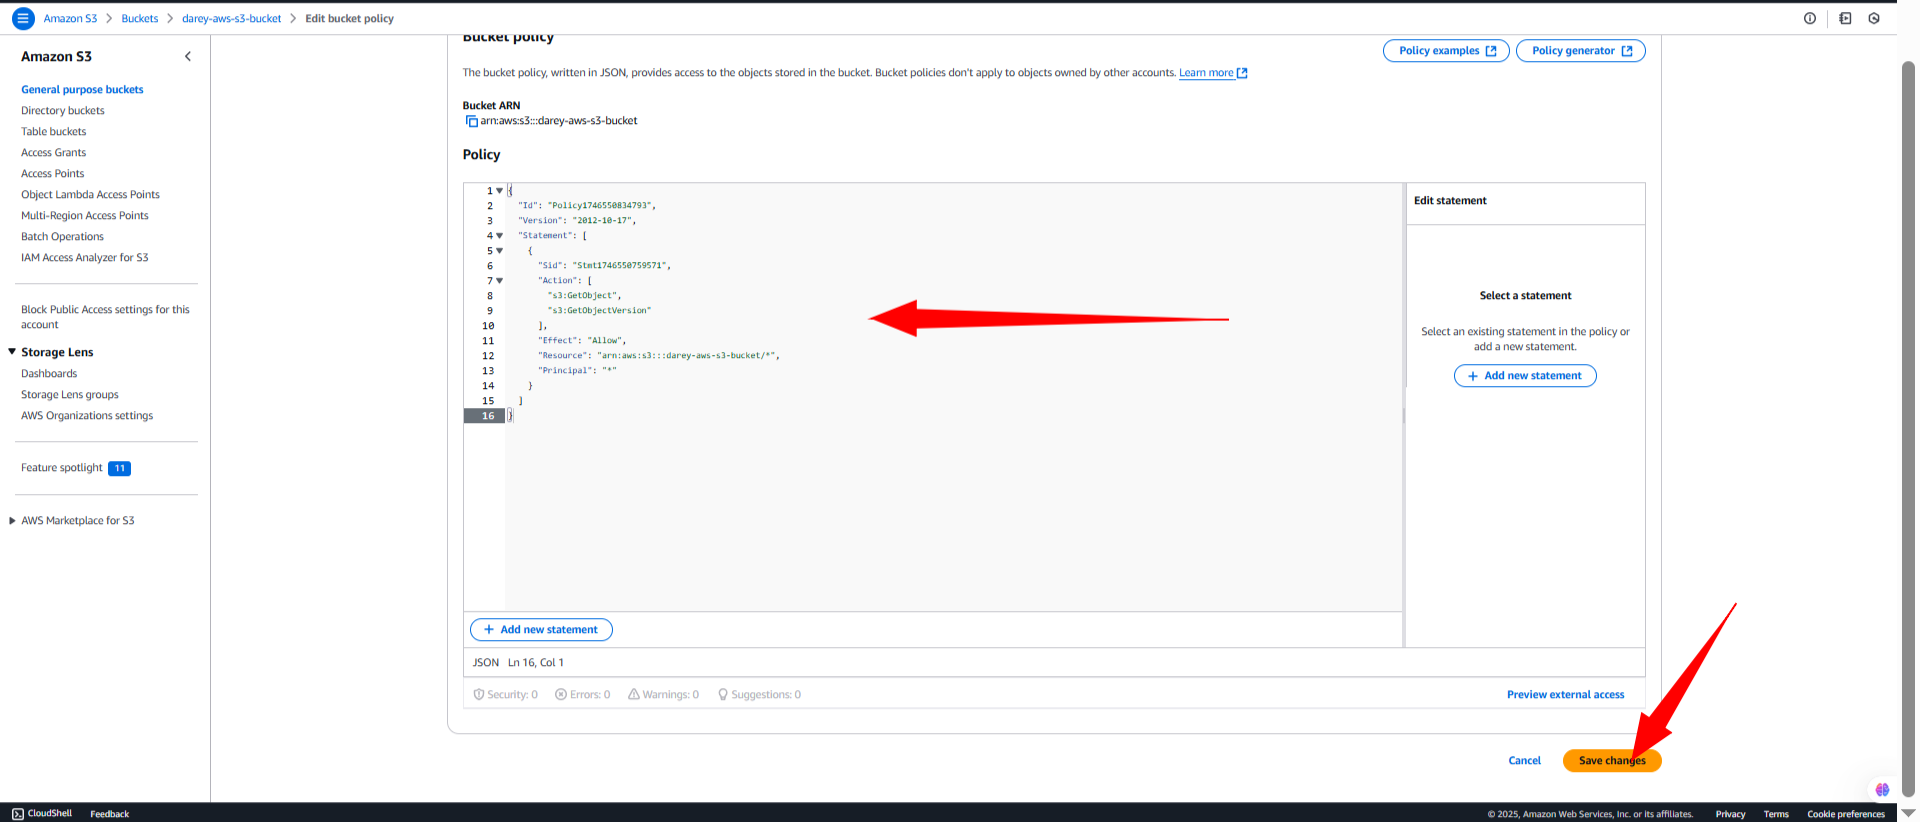 Amazon S3 > Buckets > darey-aws-s3-bucket > Edit bucket policy
Amazon S3
General purpose buckets
Directory buckets
Table buckets
Access Grants
Access Points
Object Lambda Access Points
Multi-Region Access Points
Batch Operations
IAM Access Analyzer for S3
Block Public Access settings for this
account
Storage Lens
Dashboards
Storage Lens groups
AWS Organizations settings
Feature spotlight 11
AWS Marketplace for S3
Bucket policy
Policy examples
Policy generator
The bucket policy, written in JSON, provides access to the objects stored in the bucket. Bucket policies don't apply to objects owned by other accounts. Learn more
Bucket ARN
arn:aws:s3:::darey-aws-s3-bucket
Policy
1 {
2 "Id": "Policy1746550834793",
3 "Version": "2012-10-17",
4 "Statement": [
5 {
6 "Sid": "Stmt1746550759571",
7 "Action": [
8 "s3:GetObject",
9 "s3:GetObjectVersion"
10 ],
11 "Effect": "Allow",
12 "Resource": "arn:aws:s3:::darey-aws-s3-bucket/*",
13 "Principal": "*"
14 }
15 ]
16 }
Edit statement
Select a statement
Select an existing statement in the policy or
add a new statement.
+ Add new statement
+ Add new statement
JSON Ln 16, Col 1
Security: 0 Errors: 0 Warnings: 0 Suggestions: 0
Preview external access
Cancel
Save changes
CloudShell Feedback
© 2025, Amazon Web Services, Inc. or its affiliates. Privacy Terms Cookie preferences